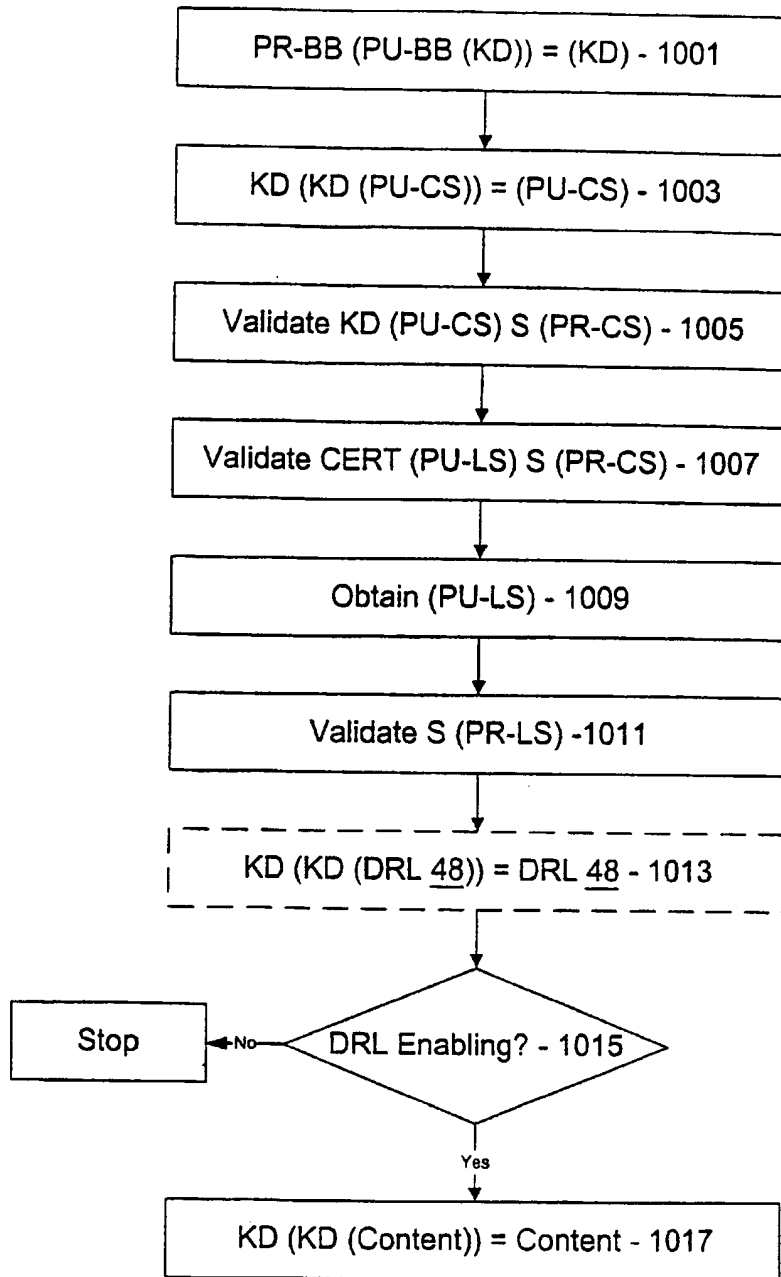 PR-BB (PU-BB (KD)) = (KD) - 1001
KD (KD (PU-CS)) = (PU-CS) - 1003
Validate KD (PU-CS) S (PR-CS) - 1005
Validate CERT (PU-LS) S (PR-CS) - 1007
Obtain (PU-LS) - 1009
Validate S (PR-LS) -1011
KD (KD (DRL 48)) = DRL 48 - 1013
DRL Enabling? - 1015
No
Stop
Yes
KD (KD (Content)) = Content - 1017